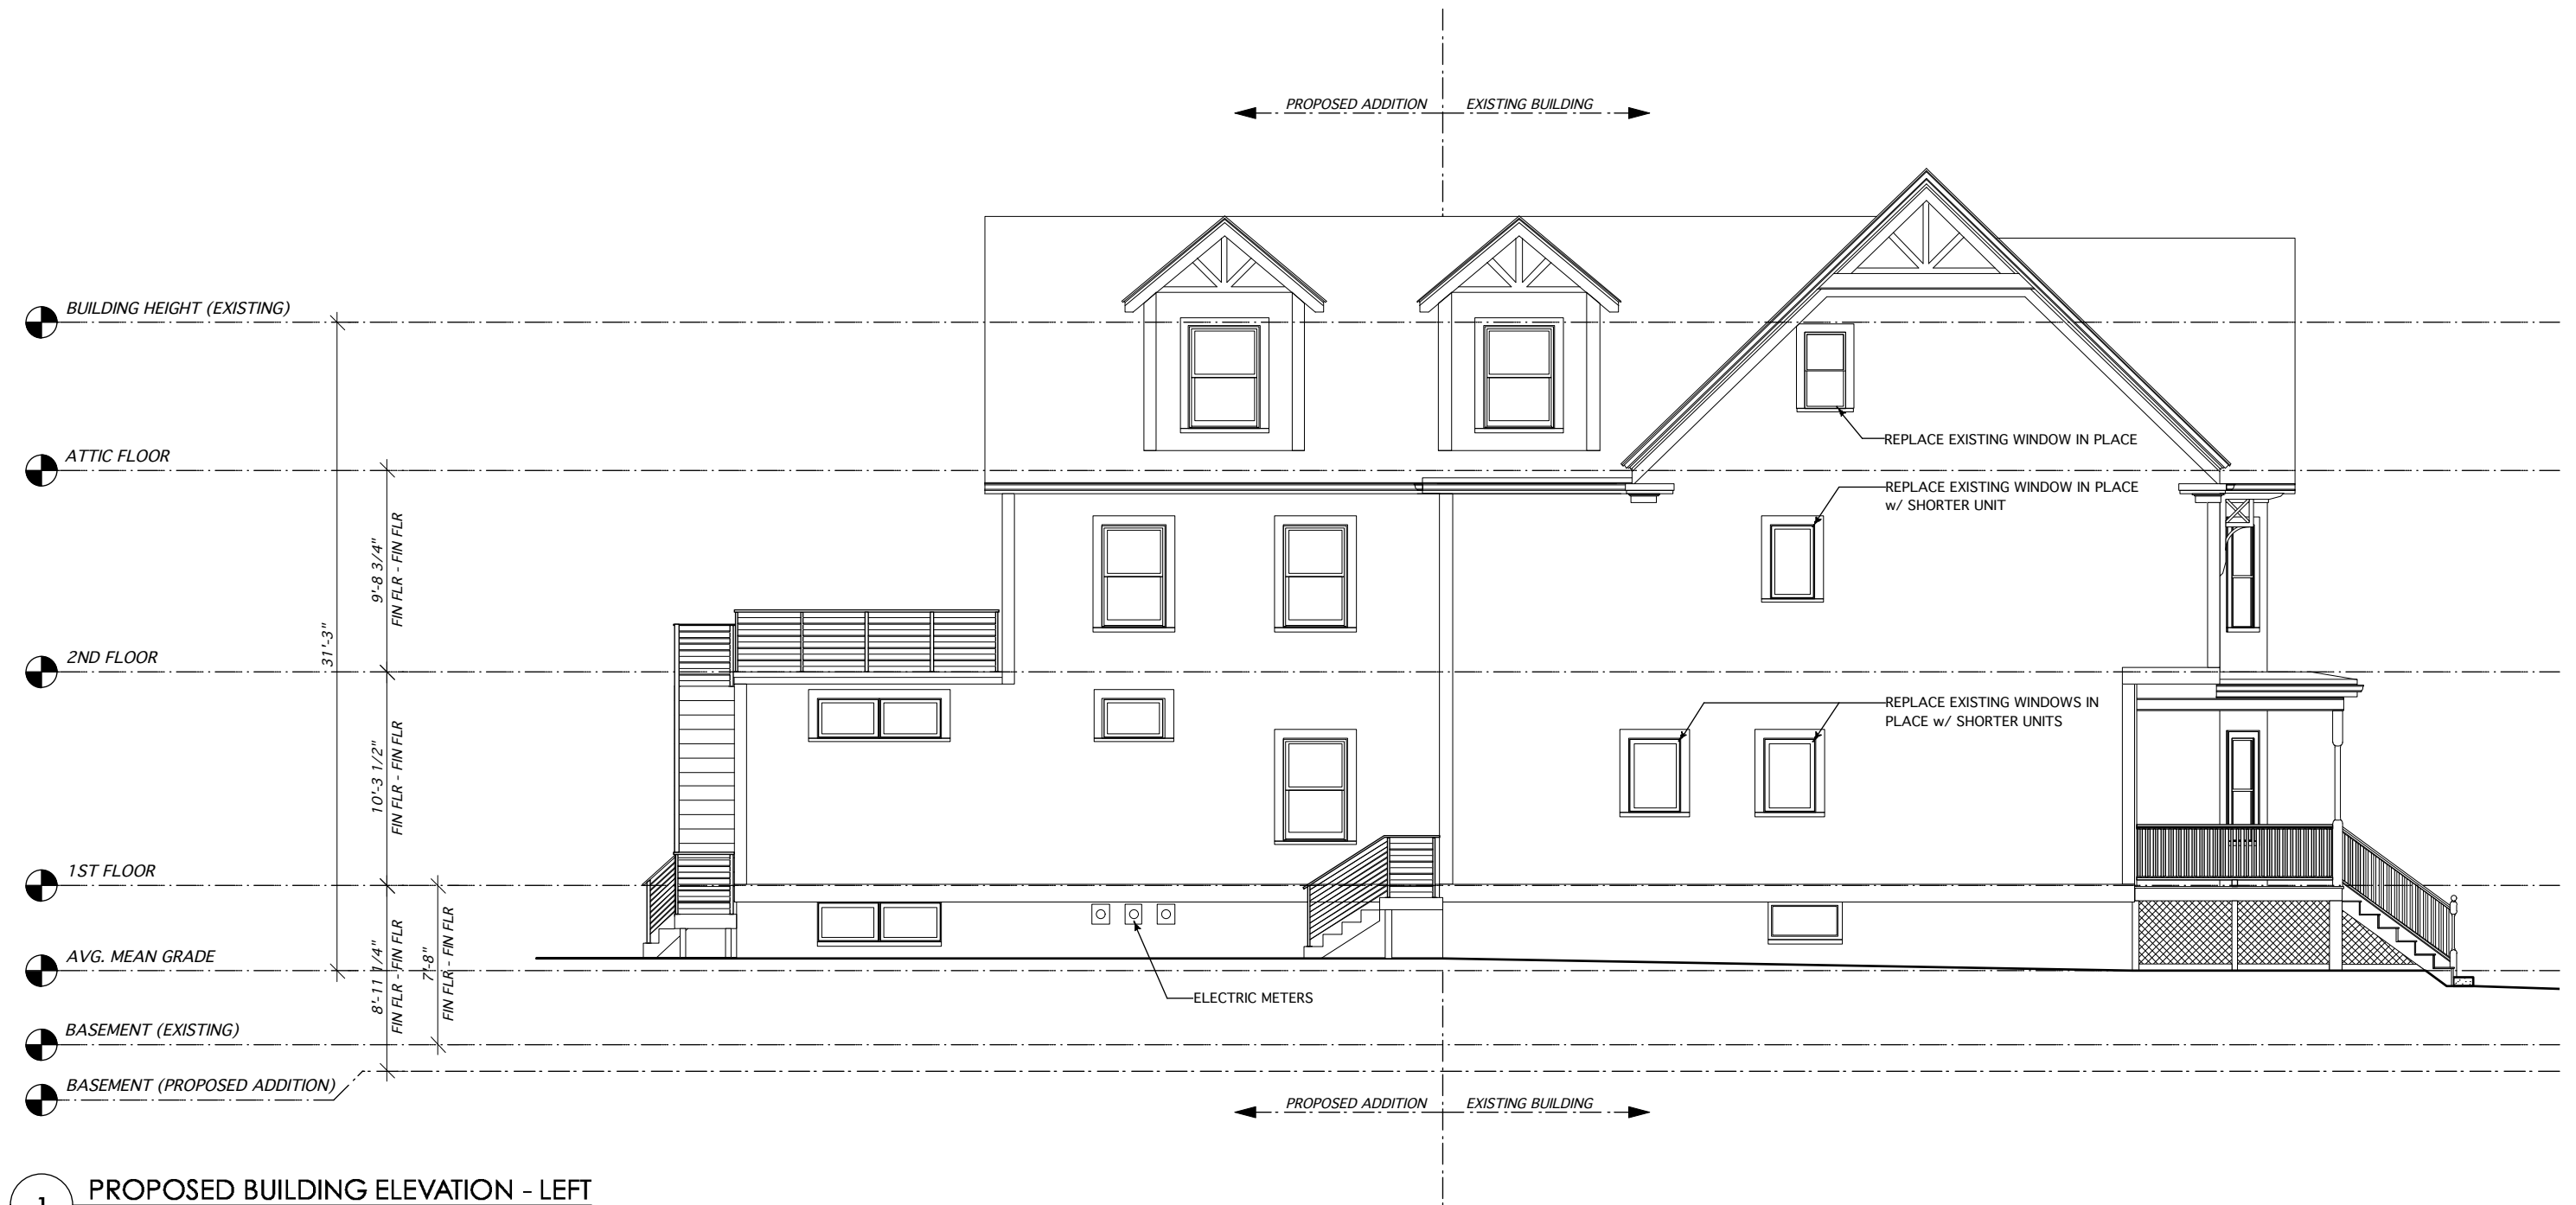 PROPOSED ADDITION
EXISTING BUILDING
BUILDING HEIGHT (EXISTING)
REPLACE EXISTING WINDOW IN PLACE
ATTIC FLOOR
REPLACE EXISTING WINDOW IN PLACE
w/ SHORTER UNIT
9'-8 3/4"
FIN FLR - FIN FLR
31'-3"
2ND FLOOR
REPLACE EXISTING WINDOWS IN
PLACE w/ SHORTER UNITS
10'-3 1/2"
FIN FLR - FIN FLR
1ST FLOOR
8'-11 1/4"
FIN FLR - FIN FLR
7'-8"
FIN FLR - FIN FLR
AVG. MEAN GRADE
ELECTRIC METERS
BASEMENT (EXISTING)
BASEMENT (PROPOSED ADDITION)
PROPOSED ADDITION
EXISTING BUILDING
1
PROPOSED BUILDING ELEVATION - LEFT